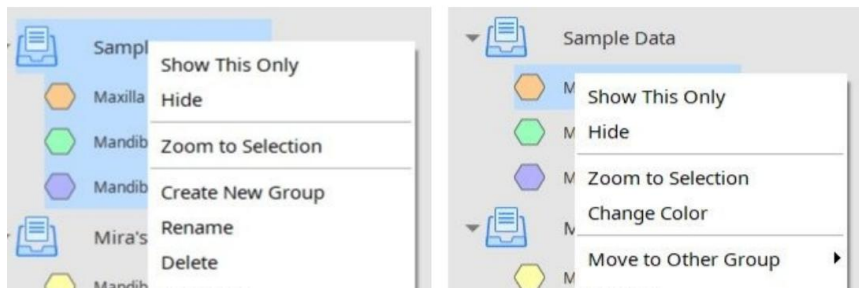 Sampl
Show This Only
Maxilla
Hide
Mandib
Zoom to Selection
Mandib
Create New Group
Mira's
Rename
Delete
Mandib
Sample Data
M
Show This Only
M
Hide
M
Zoom to Selection
Change Color
M
Move to Other Group
M